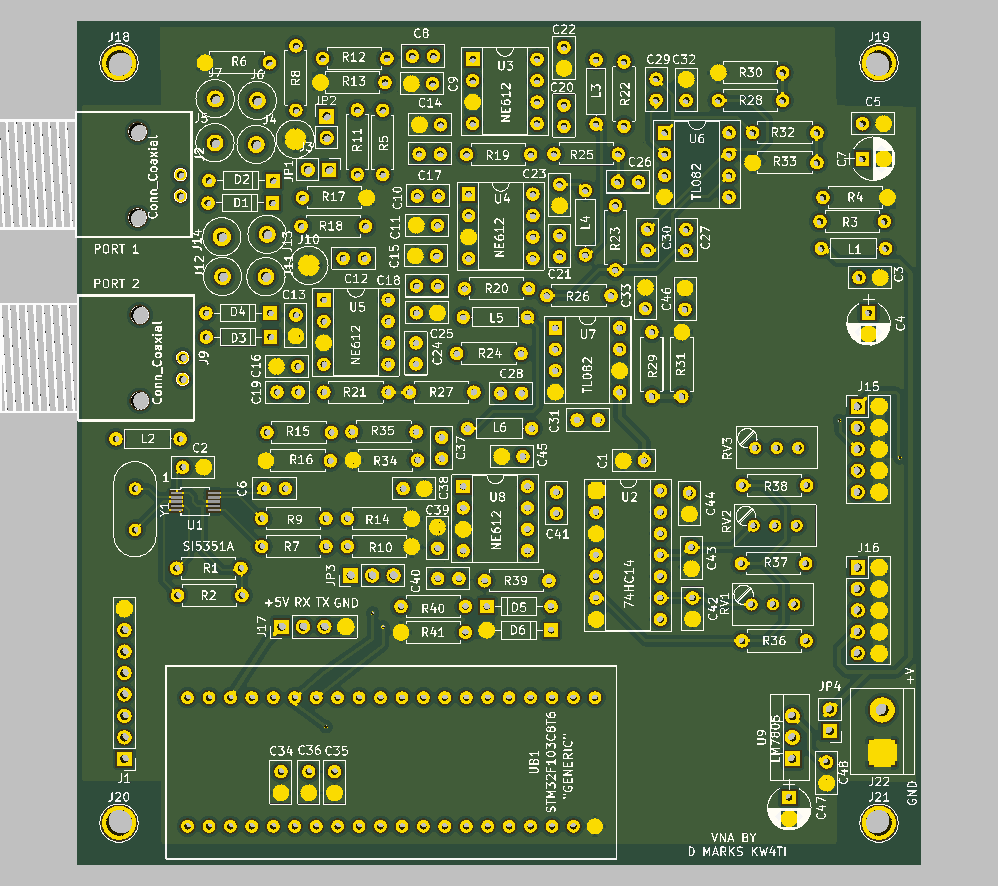 J18
J19
C8
C22
R6
R12
U3
C29
C32
R30
J7
J6
R8
R13
C9
NE612
C20
L3
R22
R28
C5
J5
J4
JP2
C14
U6
R32
J2
J3
R11
R5
R19
R25
TL082
R33
C7
Conn_Coaxial
D2
JP1
C17
C23
C26
D1
R17
C10
U4
L4
R4
J14
J13
R18
C11
NE612
R23
C30
C27
R3
PORT 1
J10
L1
J12
J11
C15
C21
C3
PORT 2
C12
C18
R20
R26
C33
C46
C13
U5
L5
C4
D4
Conn_Coaxial
D3
J9
NE612
C25
C24
R24
U7
TL082
R29
R31
C16
C19
R21
R27
C28
J15
L2
R15
R35
C37
L6
C31
RV3
C2
R16
R34
C45
C1
1
C6
C38
U8
U2
C44
R38
Y1
U1
R9
R14
C39
NE612
C41
RV2
SI5351A
R7
R10
C43
R37
J16
R1
JP3
C40
R39
74HC14
R2
RV1
+5V RX TX GND
R40
D5
C42
J17
R41
D6
R36
JP4
+V
U9
LM7805
UB1
STM32F103C8T6
"GENERIC"
C34
C36
C35
J1
C48
J22
J20
C47
J21
GND
VNA BY
D MARKS KW4TI